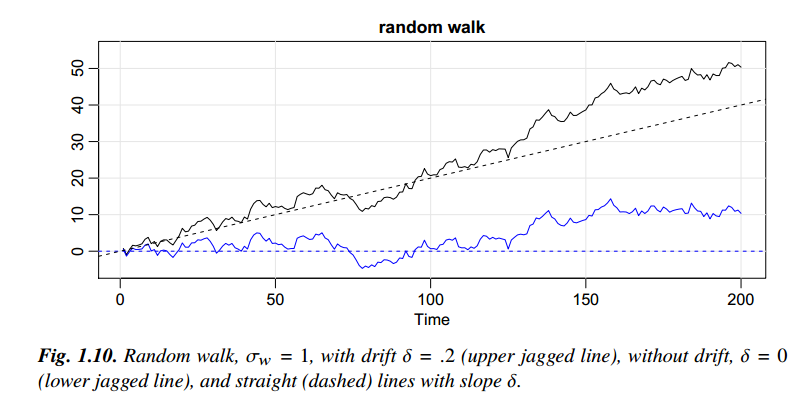 random walk
50
40
30
20
10
0
0 50 100 150 200
Time
Fig. 1.10. Random walk, σw = 1, with drift δ = .2 (upper jagged line), without drift, δ = 0
(lower jagged line), and straight (dashed) lines with slope δ.